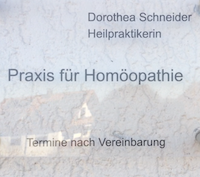 Dorothea Schneider
Heilpraktikerin
Praxis für Homöopathie
Termine nach Vereinbarung